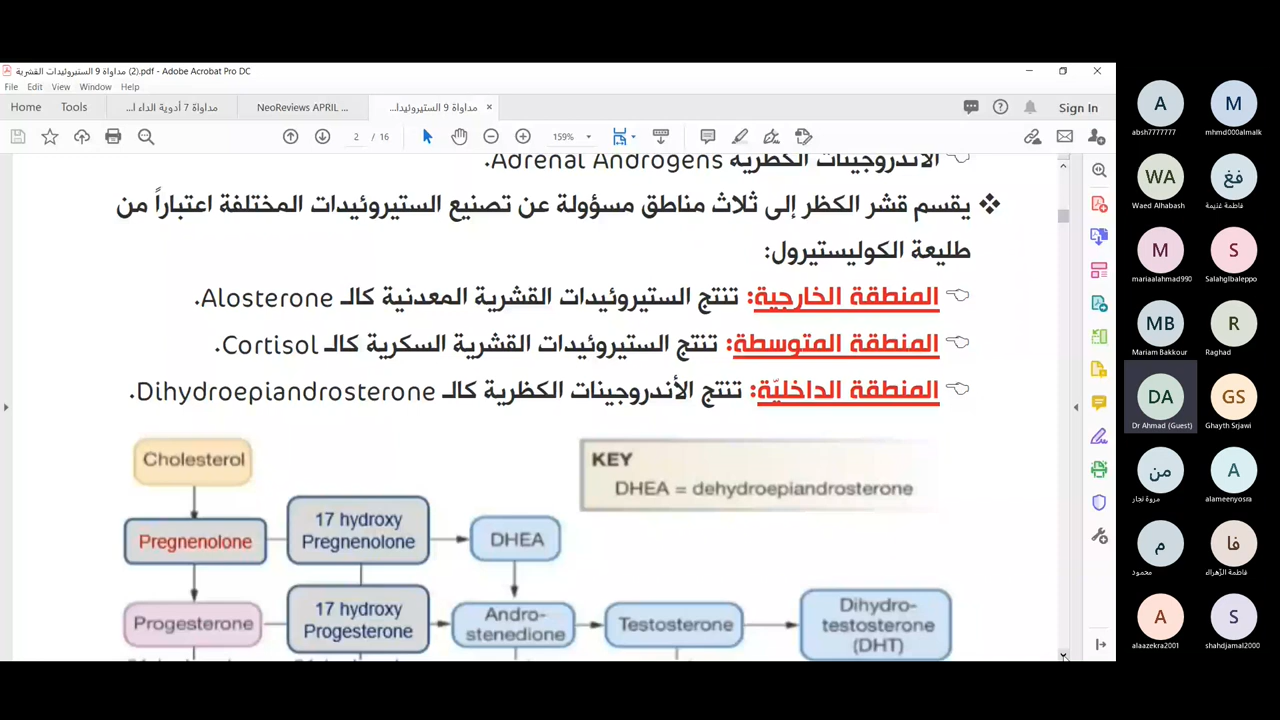 مداواة 9 الستيروئيدات القشرية (2).pdf - Adobe Acrobat Pro DC
File Edit View Window Help
Home Tools مداواة 7 أدوية الداء ا... NeoReviews APRIL ... مداواة 9 الستيروئيدا... × Sign In
2 / 16 159%
الأندروجينات الكظرية Adrenal Androgens.
يقسم قشر الكظر إلى ثلاث مناطق مسؤولة عن تصنيع الستيروئيدات المختلفة اعتباراً من
طليعة الكوليستيرول:
المنطقة الخارجية: تنتج الستيروئيدات القشرية المعدنية كالـ Alosterone.
المنطقة المتوسطة: تنتج الستيروئيدات القشرية السكرية كالـ Cortisol.
المنطقة الداخليّة: تنتج الأندروجينات الكظرية كالـ Dihydroepiandrosterone.
Cholesterol
KEY
DHEA = dehydroepiandrosterone
Pregnenolone
17 hydroxy
Pregnenolone
DHEA
Progesterone
17 hydroxy
Progesterone
Andro-
stenedione
Testosterone
Dihydro-
testosterone
(DHT)
A M
absh7777777 mhmd000almalk
WA فغ
Waed Alhabash فاطمة غنيمة
M S
mariaalahmad990 Salahglbaleppo
MB R
Mariam Bakkour Raghad
DA GS
Dr Ahmad (Guest) Ghayth Srjawi
من A
مروة نجار alameenyosra
م فا
محمود فاطمة الزّهراء
A S
alaazekra2001 shahdjamal2000